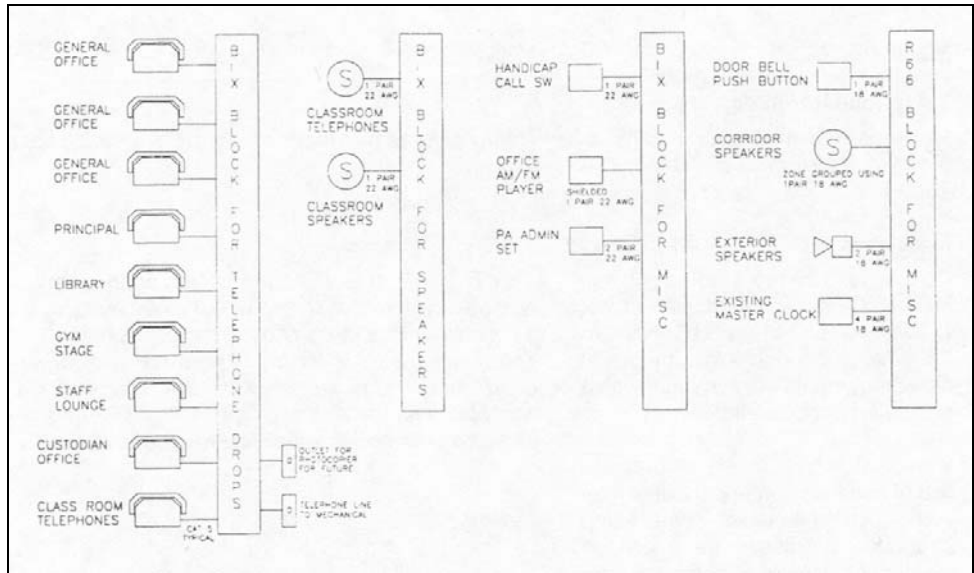 GENERAL
OFFICE
GENERAL
OFFICE
GENERAL
OFFICE
PRINCIPAL
LIBRARY
GYM
STAGE
STAFF
LOUNGE
CUSTODIAN
OFFICE
CLASS ROOM
TELEPHONES
CAT. 5
TYPICAL
BIX BLOCK FOR TELEPHONE DROPS
OUTLET FOR
PHOTOCOPIER
FOR FUTURE
TELEPHONE LINE
TO MECHANICAL
S
1 PAIR
22 AWG
CLASSROOM
TELEPHONES
S
1 PAIR
22 AWG
CLASSROOM
SPEAKERS
BIX BLOCK FOR SPEAKERS
HANDICAP
CALL SW
1 PAIR
22 AWG
OFFICE
AM/FM
PLAYER
SHIELDED
1 PAIR 22 AWG
PA ADMIN
SET
2 PAIR
22 AWG
BIX BLOCK FOR MISC
DOOR BELL
PUSH BUTTON
1 PAIR
18 AWG
CORRIDOR
SPEAKERS
S
ZONE GROUPED USING
1PAIR 18 AWG
EXTERIOR
SPEAKERS
2 PAIR
18 AWG
EXISTING
MASTER CLOCK
4 PAIR
18 AWG
R66 BLOCK FOR MISC